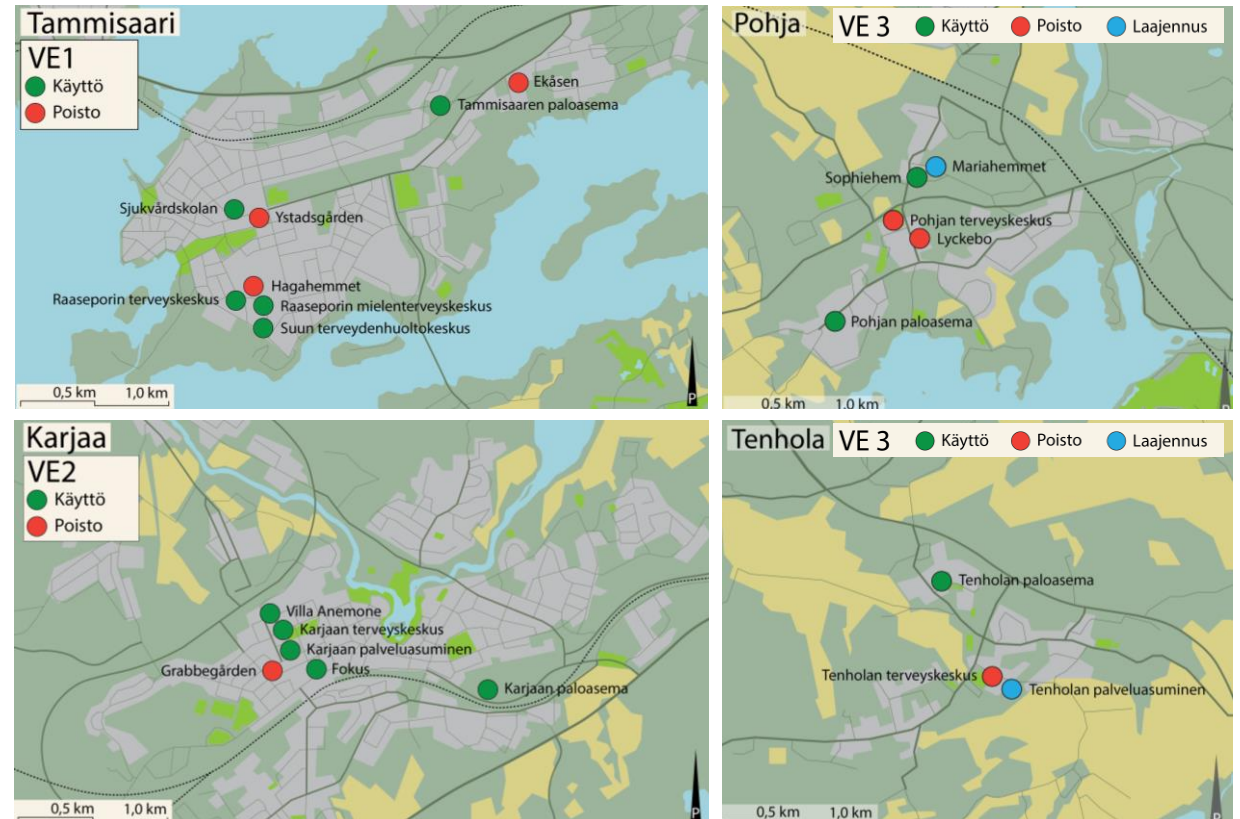 Tammisaari
VE1
Käyttö
Poisto
Ekåsen
Tammisaaren paloasema
Sjukvårdskolan
Ystadsgården
Hagahemmet
Raaseporin terveyskeskus
Raaseporin mielenterveyskeskus
Suun terveydenhuoltokeskus
0,5 km 1,0 km
P
Pohja VE 3 Käyttö Poisto Laajennus
Mariahemmet
Sophiehem
Pohjan terveyskeskus
Lyckebo
Pohjan paloasema
0,5 km 1,0 km
P
Karjaa
VE2
Käyttö
Poisto
Villa Anemone
Karjaan terveyskeskus
Karjaan palveluasuminen
Grabbegården
Fokus
Karjaan paloasema
0,5 km 1,0 km
P
Tenhola VE 3 Käyttö Poisto Laajennus
Tenholan paloasema
Tenholan terveyskeskus
Tenholan palveluasuminen
0,5 km 1,0 km
P